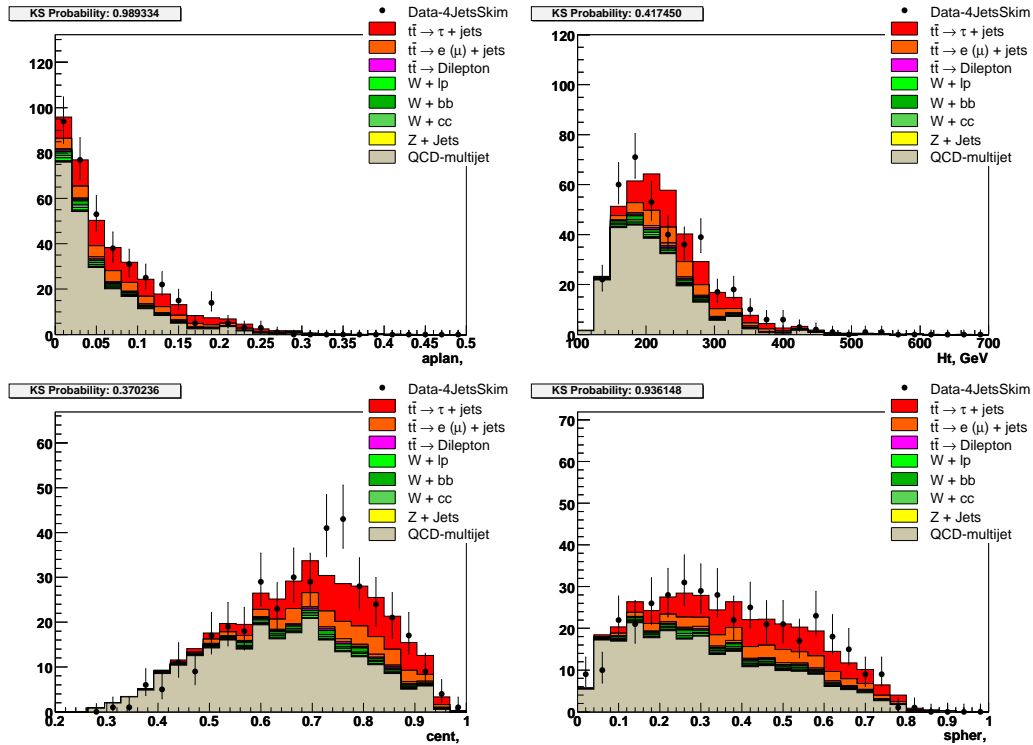 KS Probability: 0.989334
Data-4JetsSkim
tt̄ → τ + jets
tt̄ → e (μ) + jets
tt̄ → Dilepton
W + lp
W + bb
W + cc
Z + Jets
QCD-multijet
120
100
80
60
40
20
0
0 0.05 0.1 0.15 0.2 0.25 0.3 0.35 0.4 0.45 0.5
aplan,
KS Probability: 0.417450
Data-4JetsSkim
tt̄ → τ + jets
tt̄ → e (μ) + jets
tt̄ → Dilepton
W + lp
W + bb
W + cc
Z + Jets
QCD-multijet
120
100
80
60
40
20
0
100 200 300 400 500 600 700
Ht, GeV
KS Probability: 0.370236
Data-4JetsSkim
tt̄ → τ + jets
tt̄ → e (μ) + jets
tt̄ → Dilepton
W + lp
W + bb
W + cc
Z + Jets
QCD-multijet
60
50
40
30
20
10
0
0.2 0.3 0.4 0.5 0.6 0.7 0.8 0.9 1
cent,
KS Probability: 0.936148
Data-4JetsSkim
tt̄ → τ + jets
tt̄ → e (μ) + jets
tt̄ → Dilepton
W + lp
W + bb
W + cc
Z + Jets
QCD-multijet
70
60
50
40
30
20
10
0
0 0.1 0.2 0.3 0.4 0.5 0.6 0.7 0.8 0.9 1
spher,